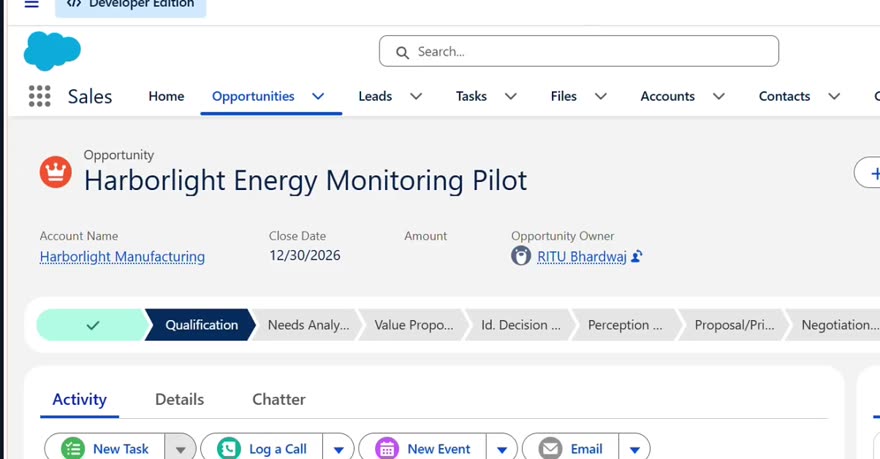 Developer Edition
Search...
Sales
Home
Opportunities
Leads
Tasks
Files
Accounts
Contacts
Opportunity
Harborlight Energy Monitoring Pilot
Account Name
Close Date
Amount
Opportunity Owner
Harborlight Manufacturing
12/30/2026
RITU Bhardwaj
Qualification
Needs Analy...
Value Propo...
Id. Decision ...
Perception ...
Proposal/Pri...
Negotiation...
Activity
Details
Chatter
New Task
Log a Call
New Event
Email